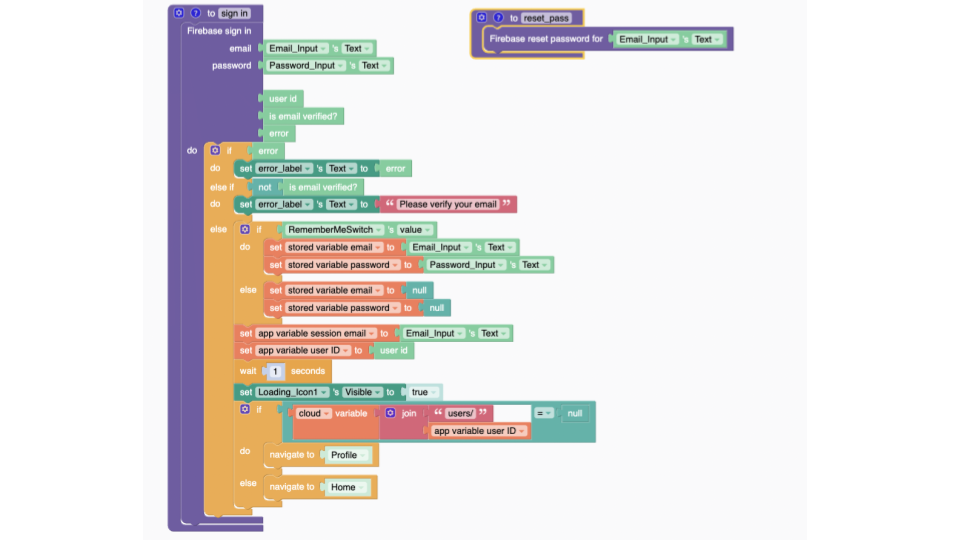 to sign in
Firebase sign in
email Email_Input 's Text
password Password_Input 's Text
user id
is email verified?
error
do if error
do set error_label 's Text to error
else if not is email verified?
do set error_label 's Text to “ Please verify your email ”
else if RememberMeSwitch 's value
do set stored variable email to Email_Input 's Text
set stored variable password to Password_Input 's Text
else set stored variable email to null
set stored variable password to null
set app variable session email to Email_Input 's Text
set app variable user ID to user id
wait 1 seconds
set Loading_Icon1 's Visible to true
if cloud variable join “ users/ ” = null
app variable user ID
do navigate to Profile
else navigate to Home
to reset_pass
Firebase reset password for Email_Input 's Text